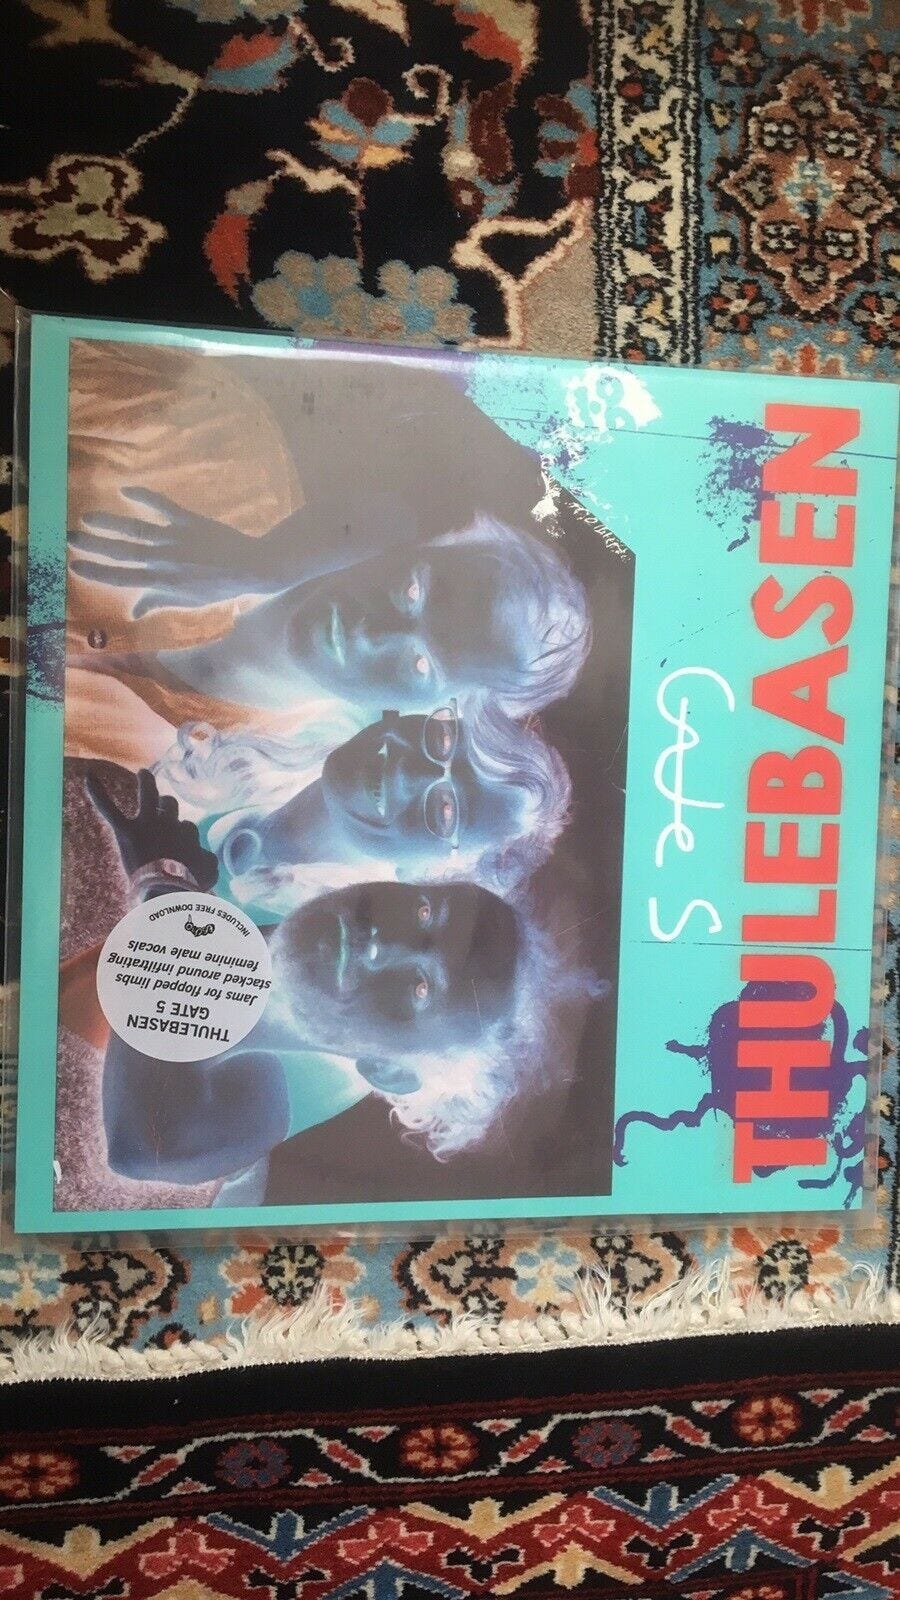 THULEBASEN
GATE 5
THULEBASEN
GATE 5
Jams for flopped limbs
stacked around infiltrating
feminine male vocals
INCLUDES FREE DOWNLOAD